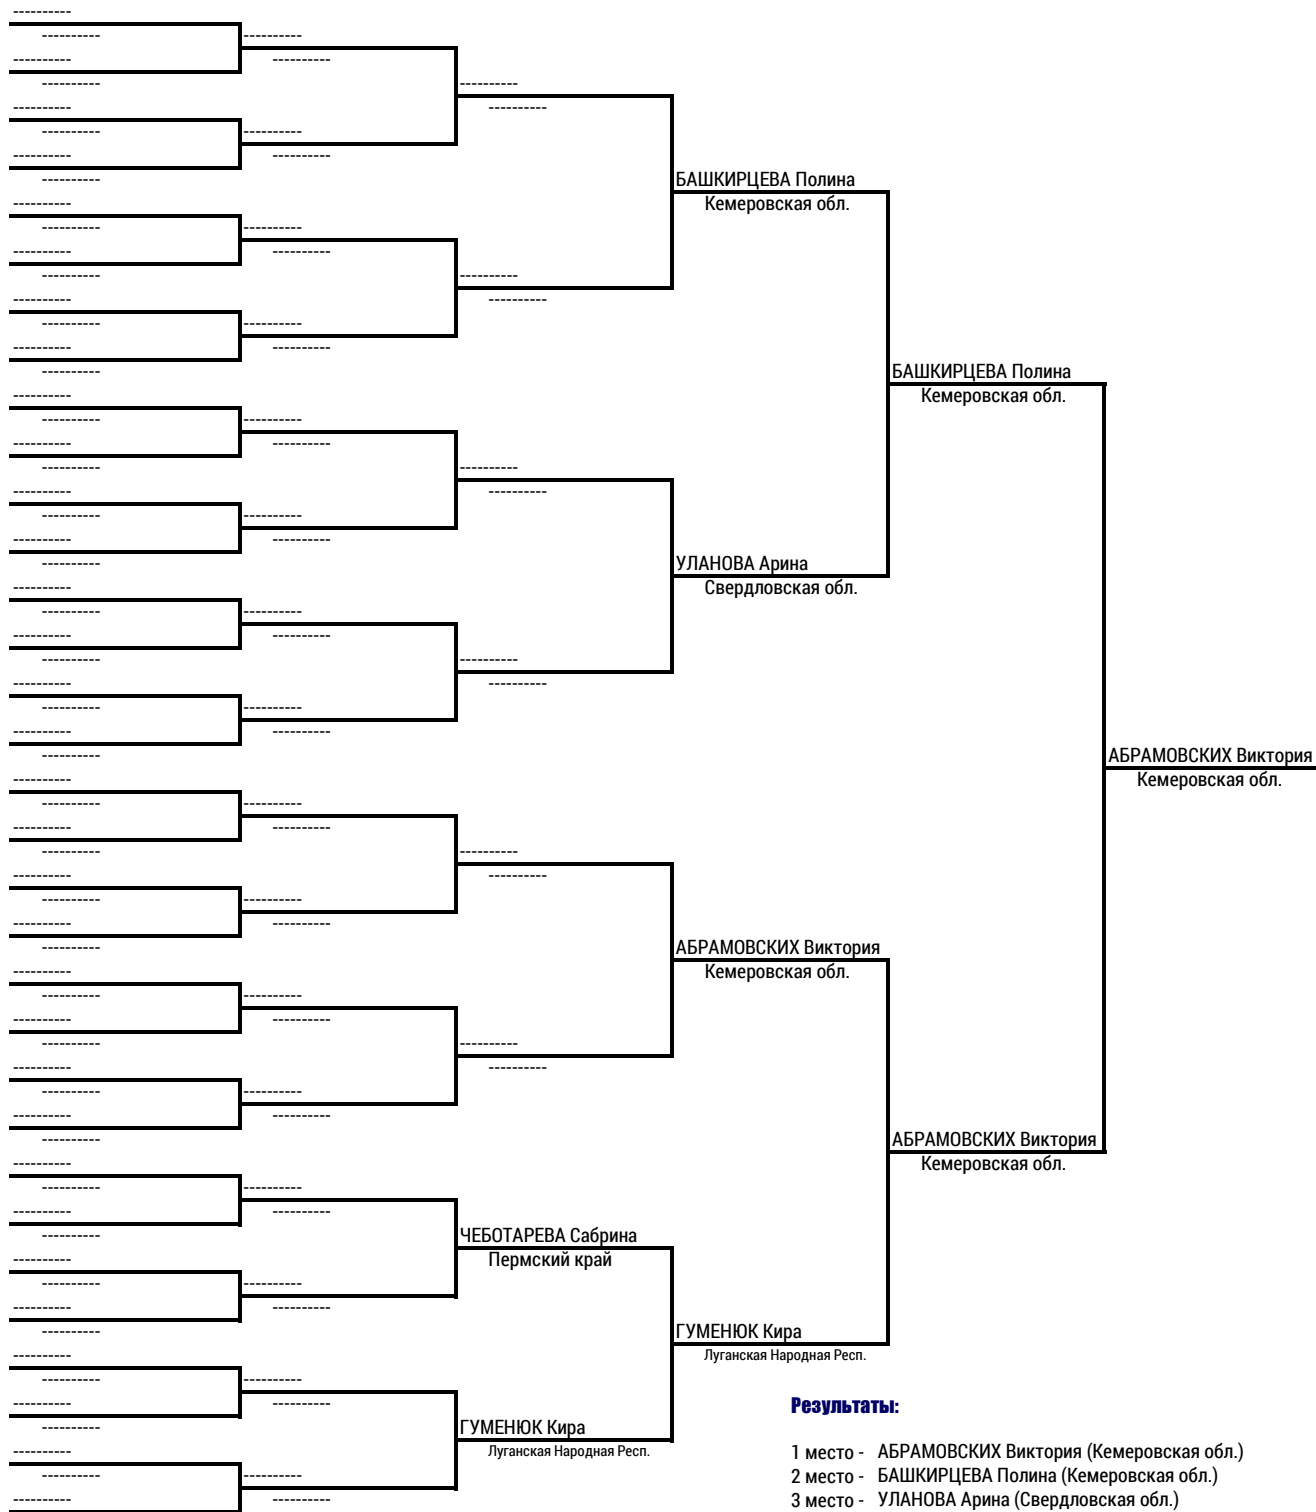 БАШКИРЦЕВА Полина
Кемеровская обл.
БАШКИРЦЕВА Полина
Кемеровская обл.
УЛАНОВА Арина
Свердловская обл.
АБРАМОВСКИХ Виктория
Кемеровская обл.
АБРАМОВСКИХ Виктория
Кемеровская обл.
АБРАМОВСКИХ Виктория
Кемеровская обл.
ЧЕБОТАРЕВА Сабрина
Пермский край
ГУМЕНЮК Кира
Луганская Народная Респ.
ГУМЕНЮК Кира
Луганская Народная Респ.
Результаты:
1 место - АБРАМОВСКИХ Виктория (Кемеровская обл.)
2 место - БАШКИРЦЕВА Полина (Кемеровская обл.)
3 место - УЛАНОВА Арина (Свердловская обл.)